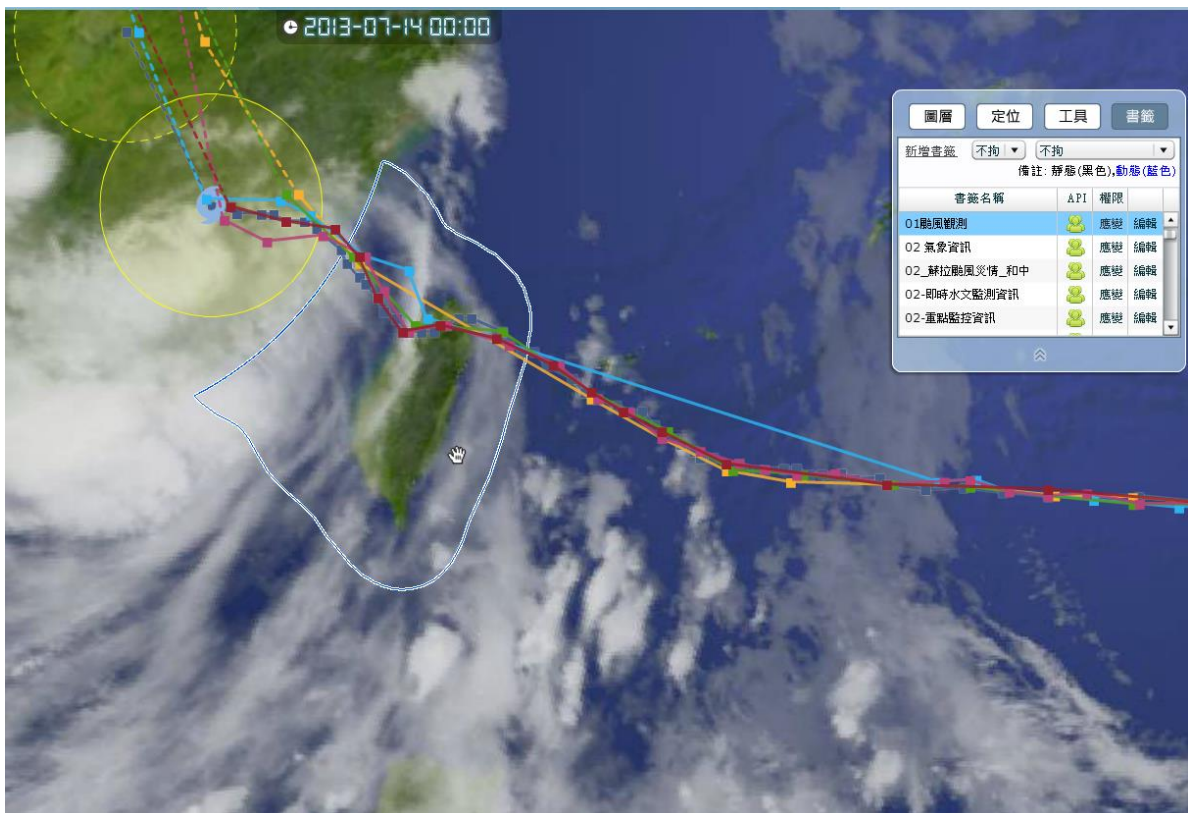 2013-07-14 00:00
圖層 定位 工具 書籤
新增書籤 不拘 不拘
備註: 靜態(黑色),動態(藍色)
書籤名稱 API 權限
01颱風觀測 應變 編輯
02 氣象資訊 應變 編輯
02_蘇拉颱風災情_和中 應變 編輯
02-即時水文監測資訊 應變 編輯
02-重點監控資訊 應變 編輯